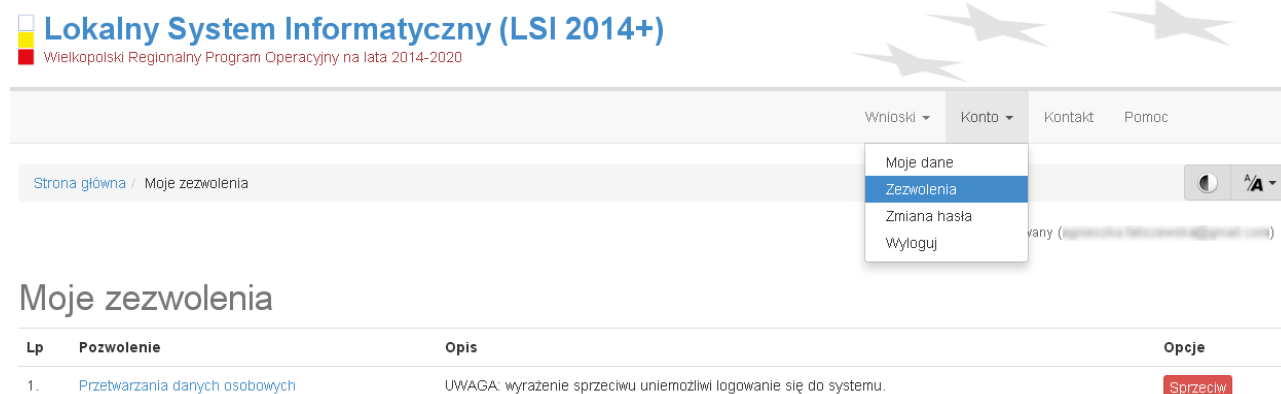 Lokalny System Informatyczny (LSI 2014+)
Wielkopolski Regionalny Program Operacyjny na lata 2014-2020
Wnioski Konto Kontakt Pomoc
Strona główna / Moje zezwolenia
A/A
Moje dane
Zezwolenia
Zmiana hasła
Wyloguj
Moje zezwolenia
Lp Pozwolenie Opis Opcje
1. Przetwarzania danych osobowych UWAGA: wyrażenie sprzeciwu uniemożliwi logowanie się do systemu. Sprzeciw